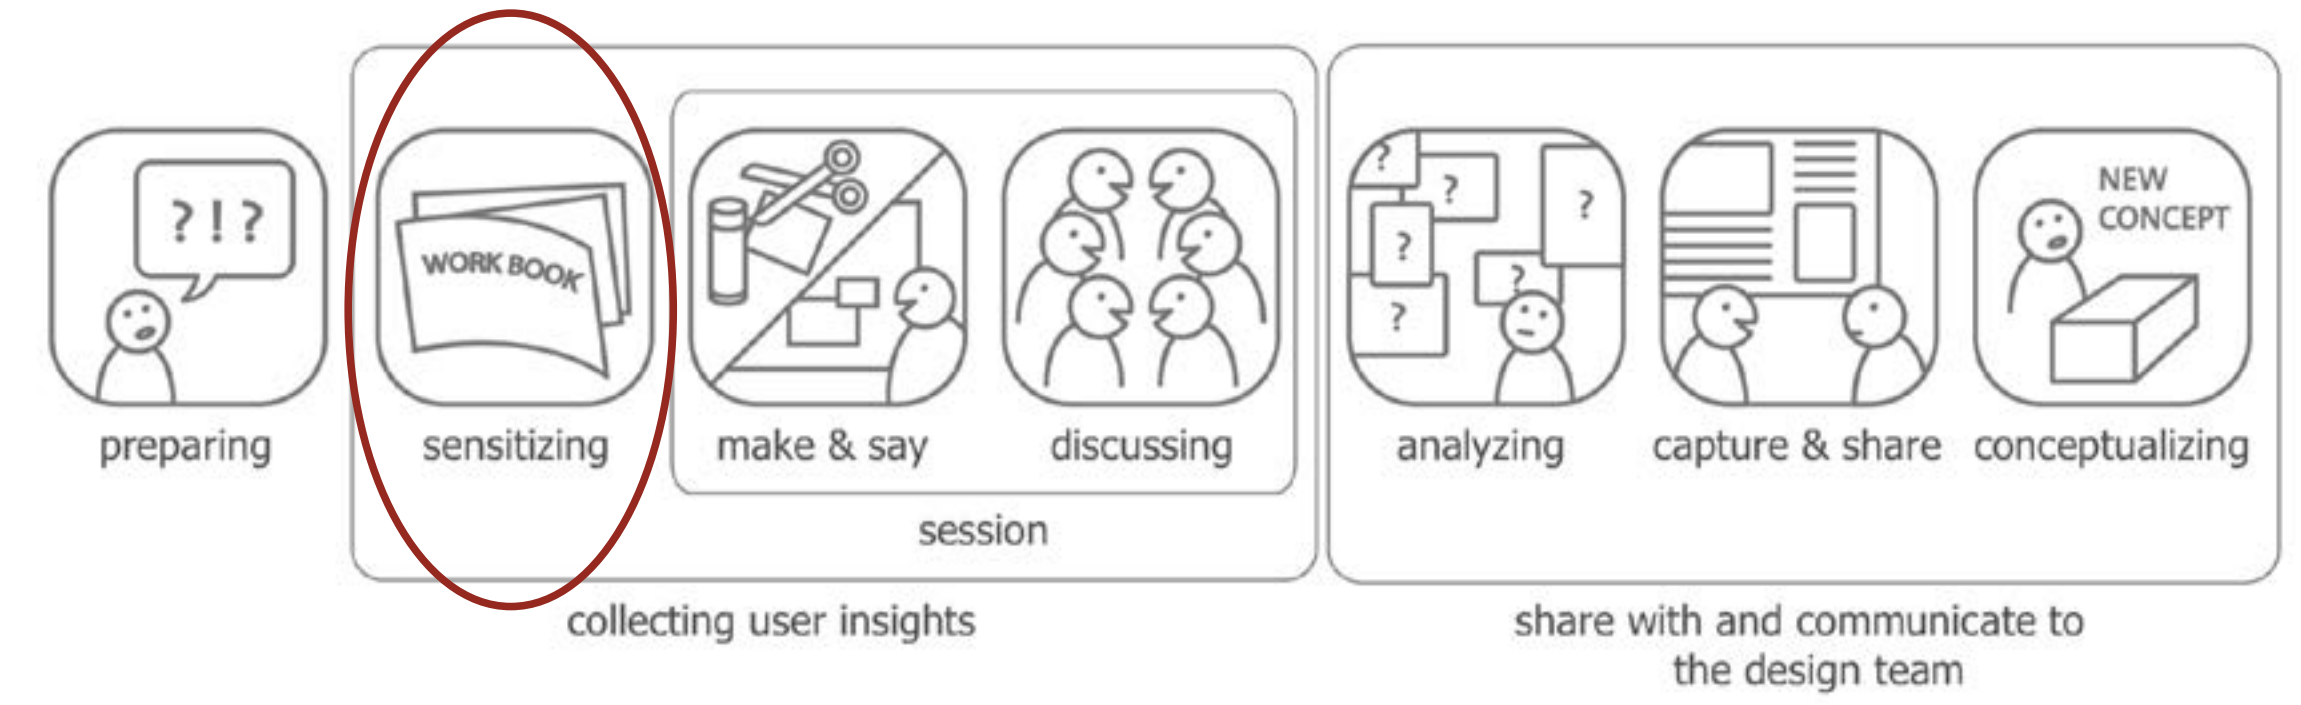 ? ! ?
WORK BOOK
?
?
?
?
?
?
NEW
CONCEPT
preparing
sensitizing
make & say
discussing
analyzing
capture & share
conceptualizing
session
collecting user insights
share with and communicate to
the design team